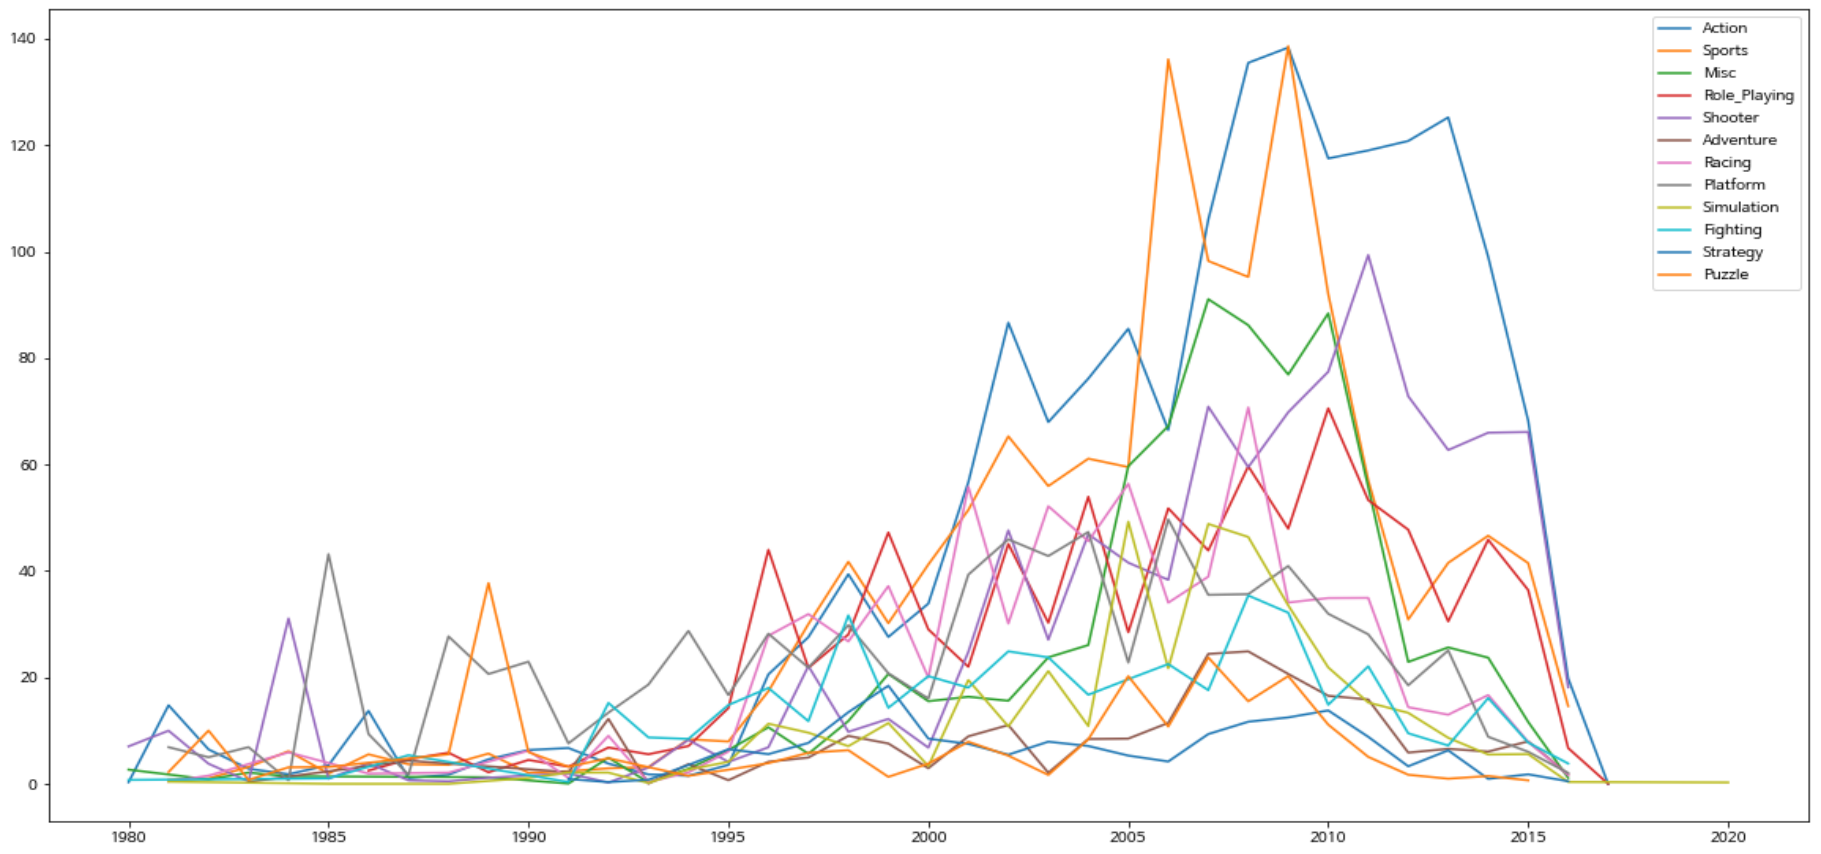 140
120
100
80
60
40
20
0
1980 1985 1990 1995 2000 2005 2010 2015 2020
Action
Sports
Misc
Role_Playing
Shooter
Adventure
Racing
Platform
Simulation
Fighting
Strategy
Puzzle